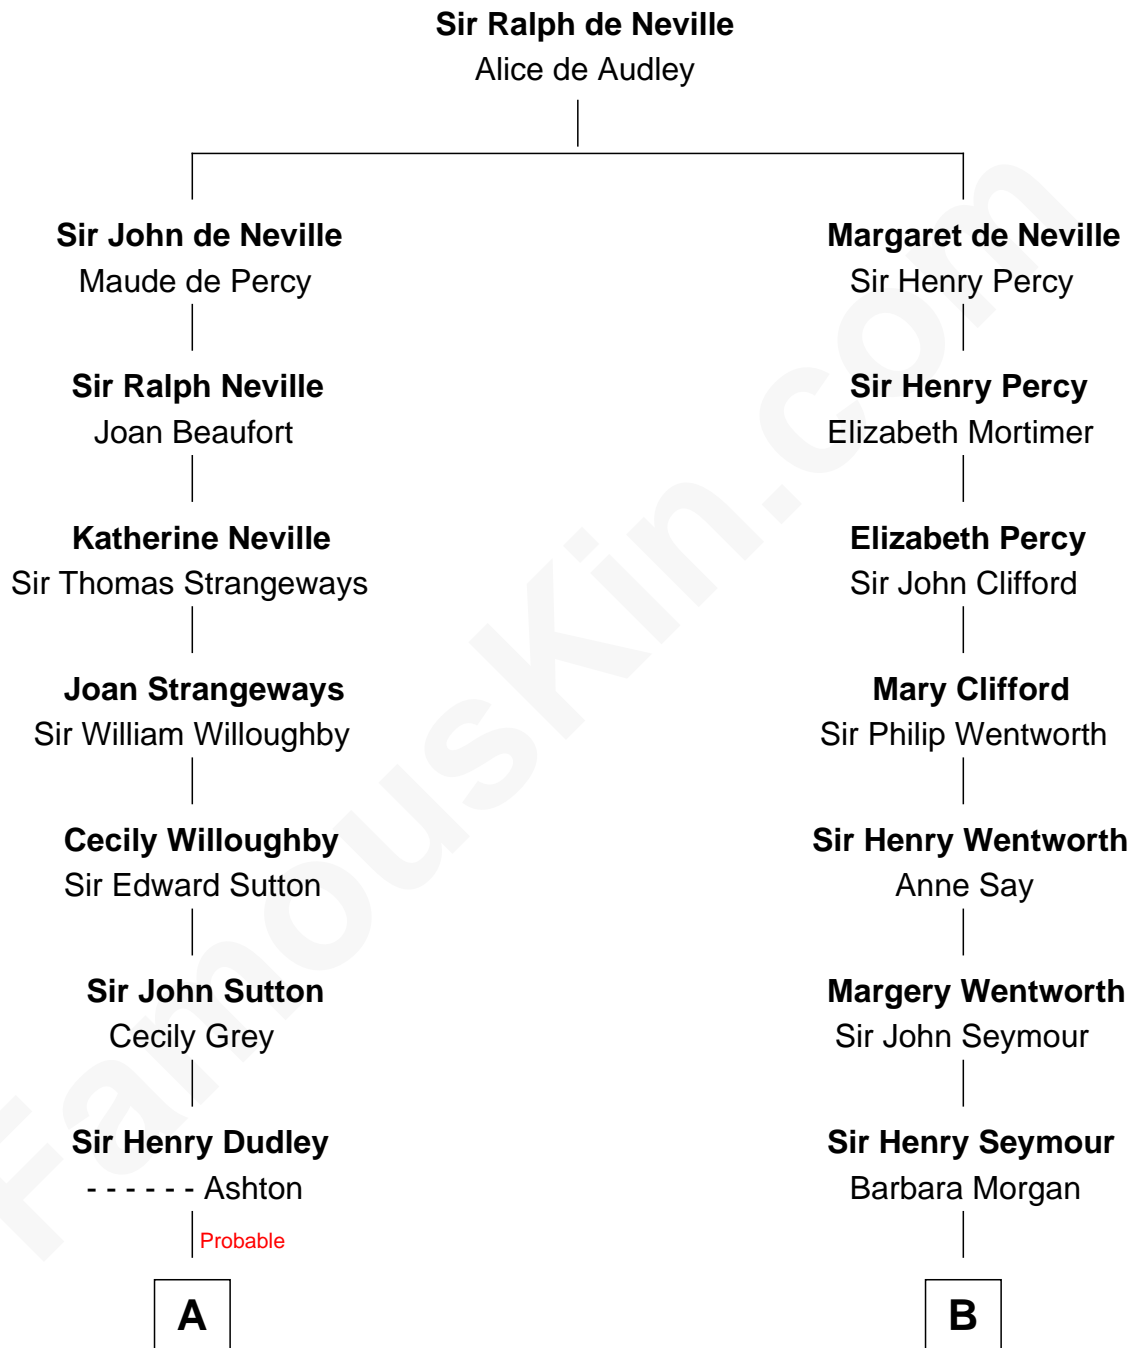 Sir Ralph de Neville
Alice de Audley
Sir John de Neville
Maude de Percy
Margaret de Neville
Sir Henry Percy
Sir Ralph Neville
Joan Beaufort
Sir Henry Percy
Elizabeth Mortimer
Katherine Neville
Sir Thomas Strangeways
Elizabeth Percy
Sir John Clifford
Joan Strangeways
Sir William Willoughby
Mary Clifford
Sir Philip Wentworth
Cecily Willoughby
Sir Edward Sutton
Sir Henry Wentworth
Anne Say
Sir John Sutton
Cecily Grey
Margery Wentworth
Sir John Seymour
Sir Henry Dudley
- - - - - - Ashton
Probable
Sir Henry Seymour
Barbara Morgan
A
B
FamousKin.com